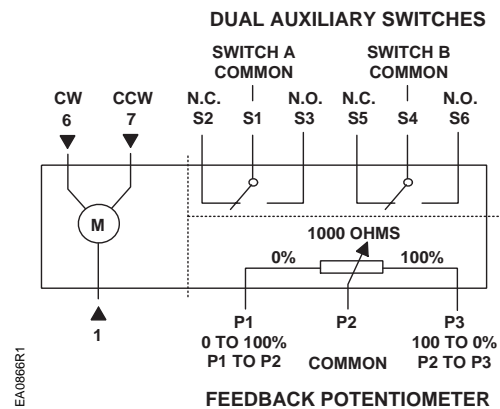 DUAL AUXILIARY SWITCHES
SWITCH A SWITCH B
COMMON COMMON
CW CCW N.C. N.O. N.C. N.O.
6 7 S2 S1 S3 S5 S4 S6
M
1000 OHMS
0% 100%
1 P1 P2 P3
0 TO 100% 100 TO 0%
P1 TO P2 COMMON P2 TO P3
FEEDBACK POTENTIOMETER
EA0866R1